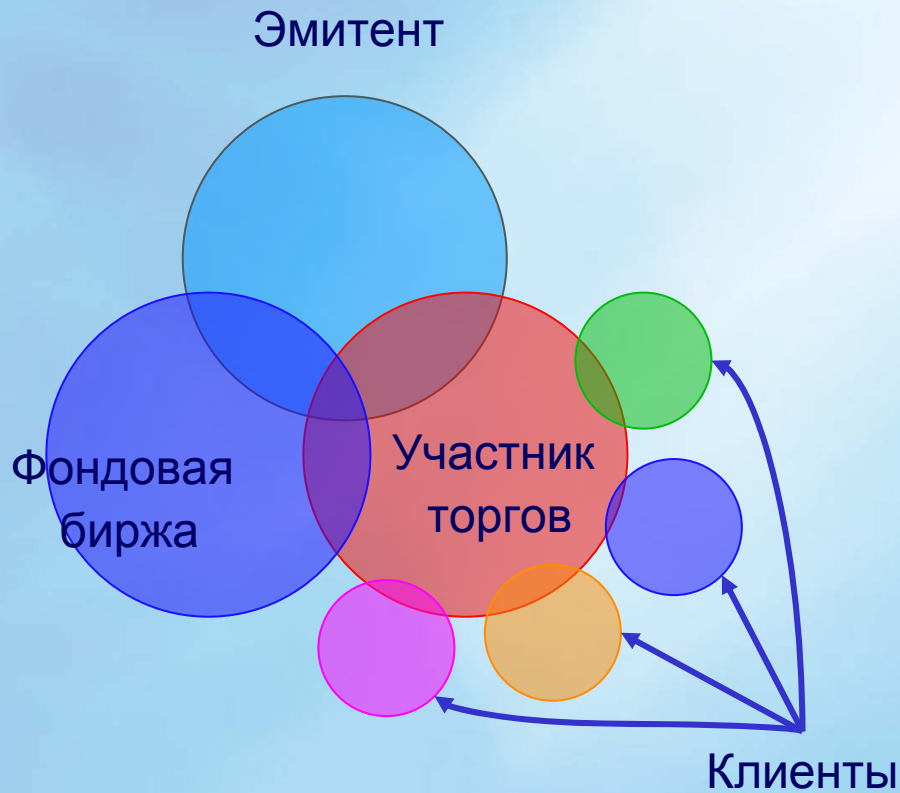 Эмитент
Фондовая
биржа
Участник
торгов
Клиенты